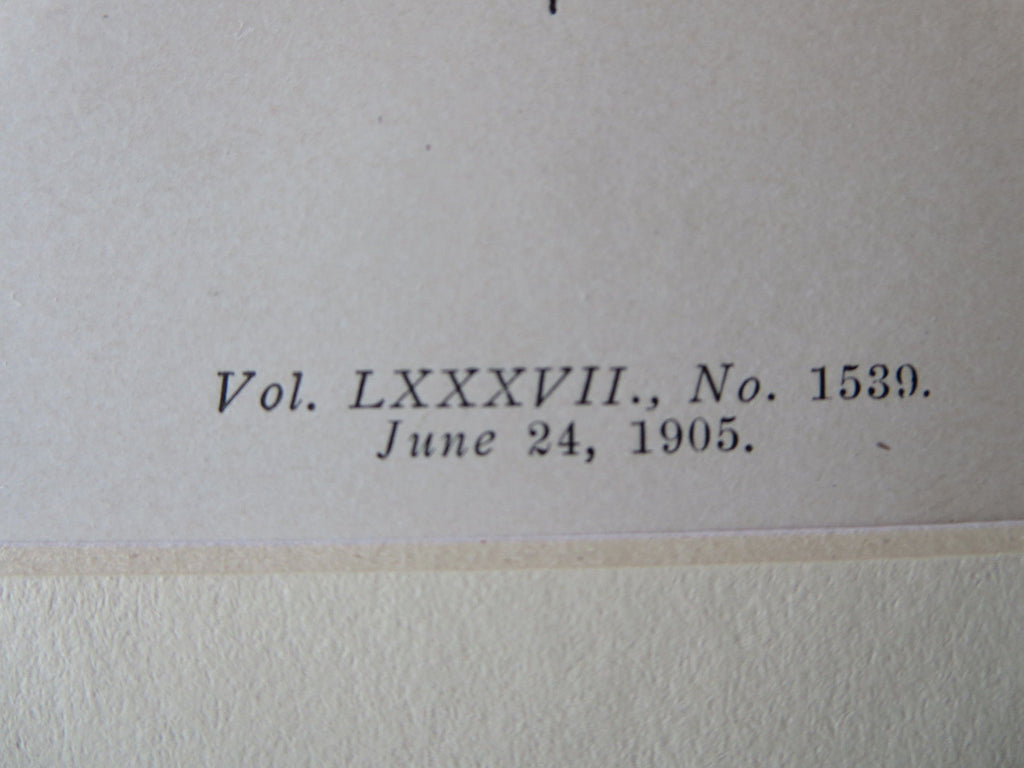 Vol. LXXXVII., No. 1539.
June 24, 1905.